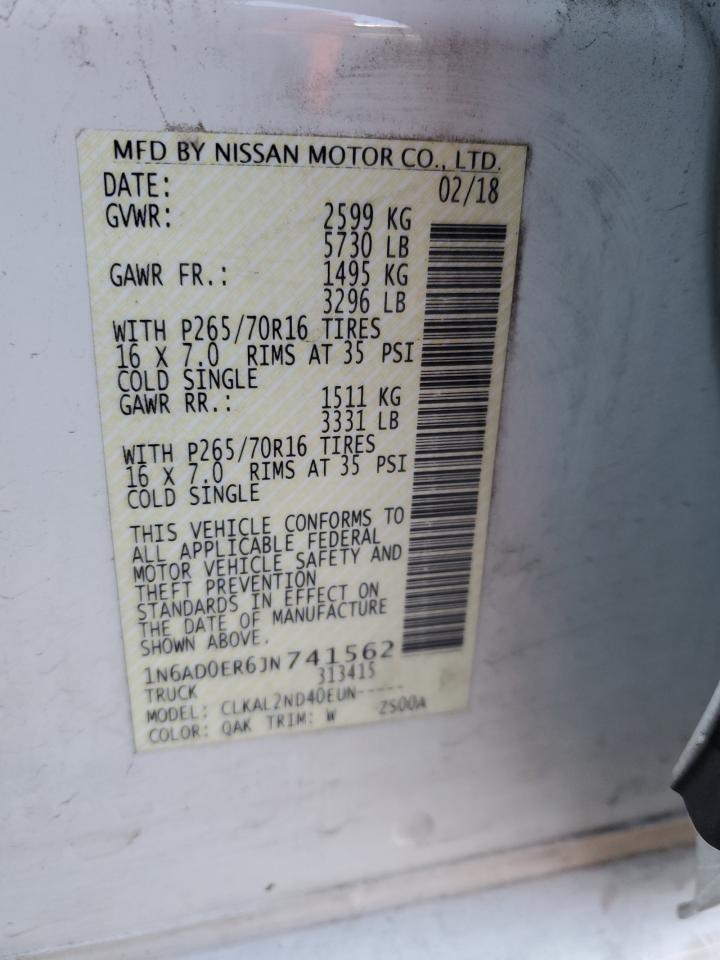 MFD BY NISSAN MOTOR CO., LTD.
DATE: 02/18
GVWR: 2599 KG
5730 LB
GAWR FR.: 1495 KG
3296 LB
WITH P265/70R16 TIRES
16 X 7.0 RIMS AT 35 PSI
COLD SINGLE
GAWR RR.: 1511 KG
3331 LB
WITH P265/70R16 TIRES
16 X 7.0 RIMS AT 35 PSI
COLD SINGLE
THIS VEHICLE CONFORMS TO
ALL APPLICABLE FEDERAL
MOTOR VEHICLE SAFETY AND
THEFT PREVENTION
STANDARDS IN EFFECT ON
THE DATE OF MANUFACTURE
SHOWN ABOVE.
1N6AD0ER6JN741562
313415
TRUCK
MODEL: CLKAL2ND40EUN-----
COLOR: QAK TRIM: W ZS00A